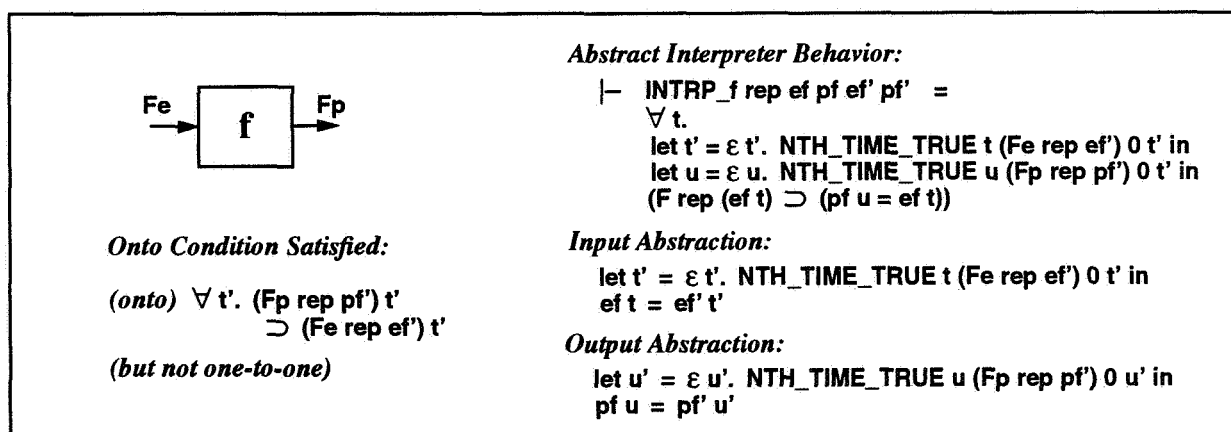 Fe
f
Fp
Onto Condition Satisfied:
(onto) ∀ t'. (Fp rep pf') t'
⊃ (Fe rep ef') t'
(but not one-to-one)
Abstract Interpreter Behavior:
|– INTRP_f rep ef pf ef' pf' =
∀ t.
let t' = ε t'. NTH_TIME_TRUE t (Fe rep ef') 0 t' in
let u = ε u. NTH_TIME_TRUE u (Fp rep pf') 0 t' in
(F rep (ef t) ⊃ (pf u = ef t))
Input Abstraction:
let t' = ε t'. NTH_TIME_TRUE t (Fe rep ef') 0 t' in
ef t = ef' t'
Output Abstraction:
let u' = ε u'. NTH_TIME_TRUE u (Fp rep pf') 0 u' in
pf u = pf' u'